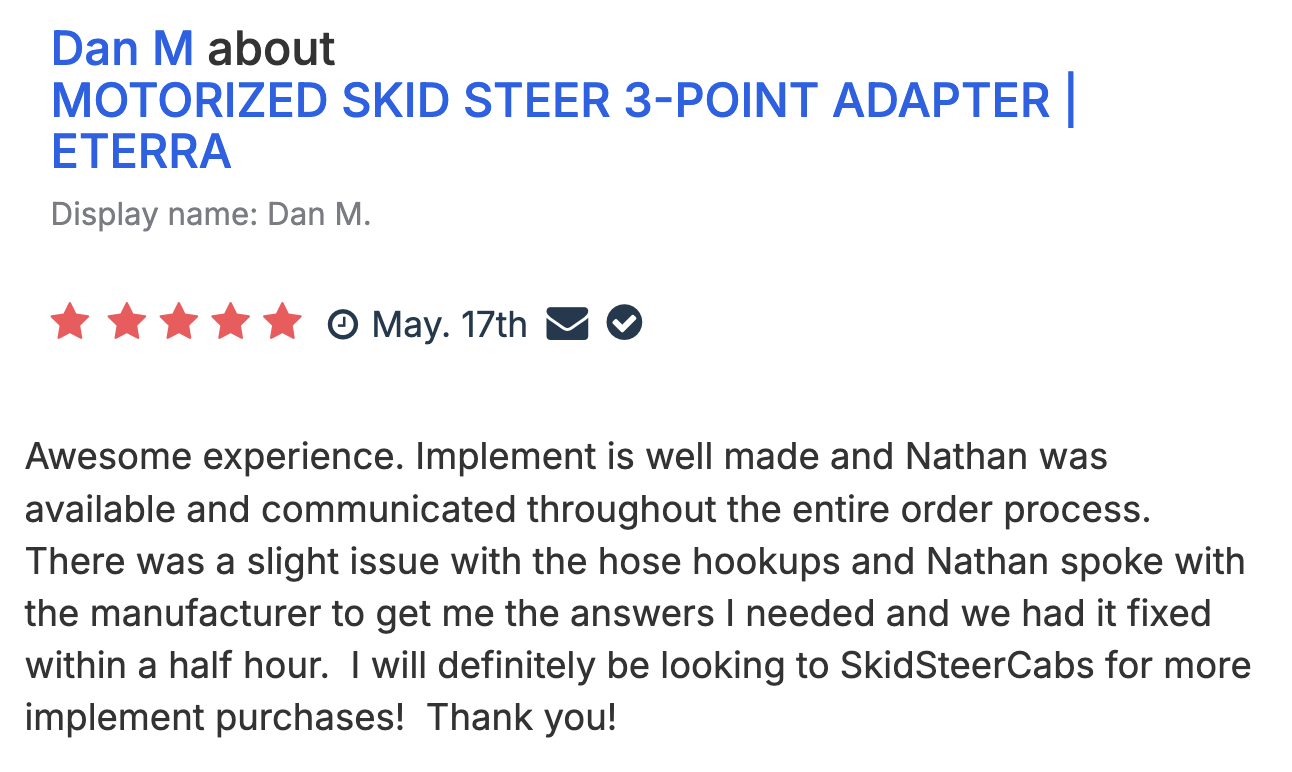 Dan M about
MOTORIZED SKID STEER 3-POINT ADAPTER |
ETERRA
Display name: Dan M.
May. 17th
Awesome experience. Implement is well made and Nathan was
available and communicated throughout the entire order process.
There was a slight issue with the hose hookups and Nathan spoke with
the manufacturer to get me the answers I needed and we had it fixed
within a half hour.  I will definitely be looking to SkidSteerCabs for more
implement purchases!  Thank you!